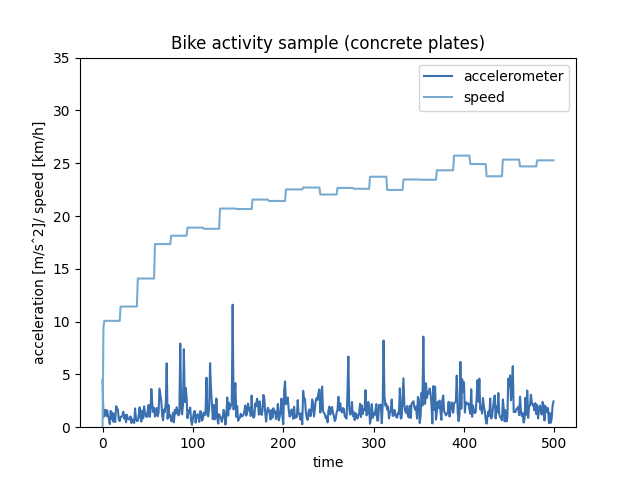 Bike activity sample (concrete plates)
accelerometer
speed
acceleration [m/s^2]/ speed [km/h]
35
30
25
20
15
10
5
0
0 100 200 300 400 500
time